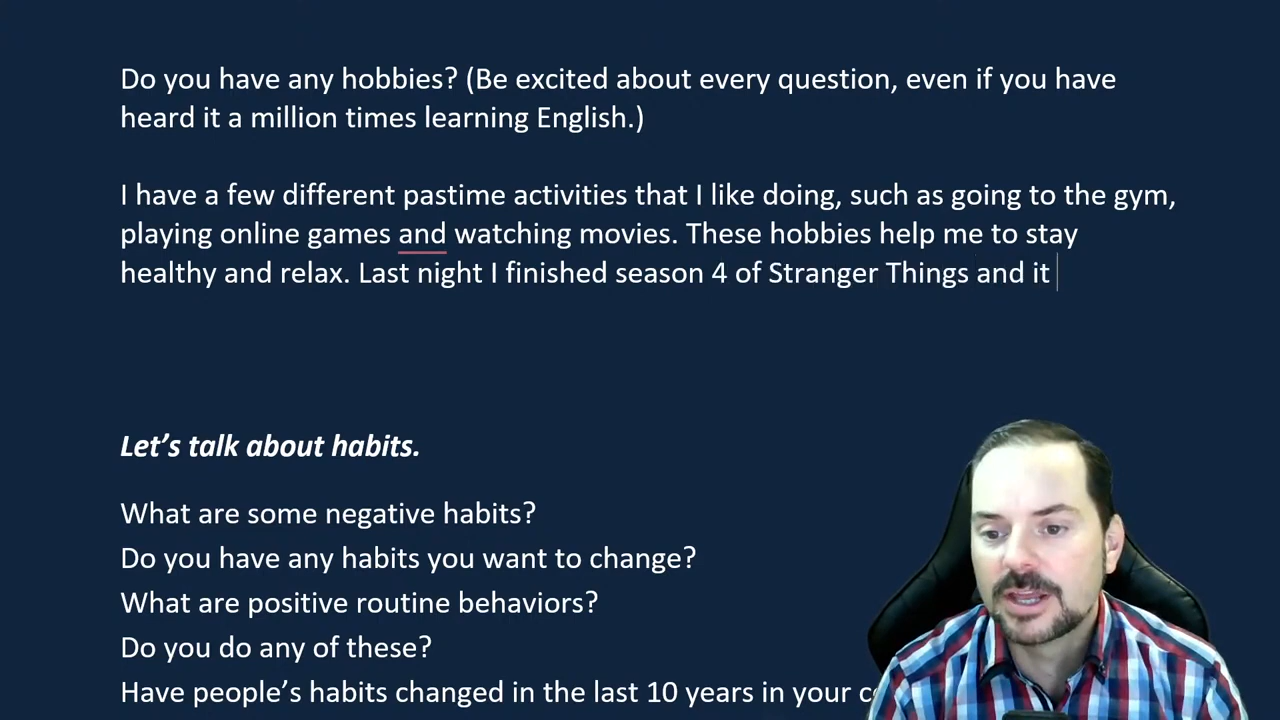 Do you have any hobbies? (Be excited about every question, even if you have
heard it a million times learning English.)
I have a few different pastime activities that I like doing, such as going to the gym,
playing online games and watching movies. These hobbies help me to stay
healthy and relax. Last night I finished season 4 of Stranger Things and it
Let’s talk about habits.
What are some negative habits?
Do you have any habits you want to change?
What are positive routine behaviors?
Do you do any of these?
Have people’s habits changed in the last 10 years in your